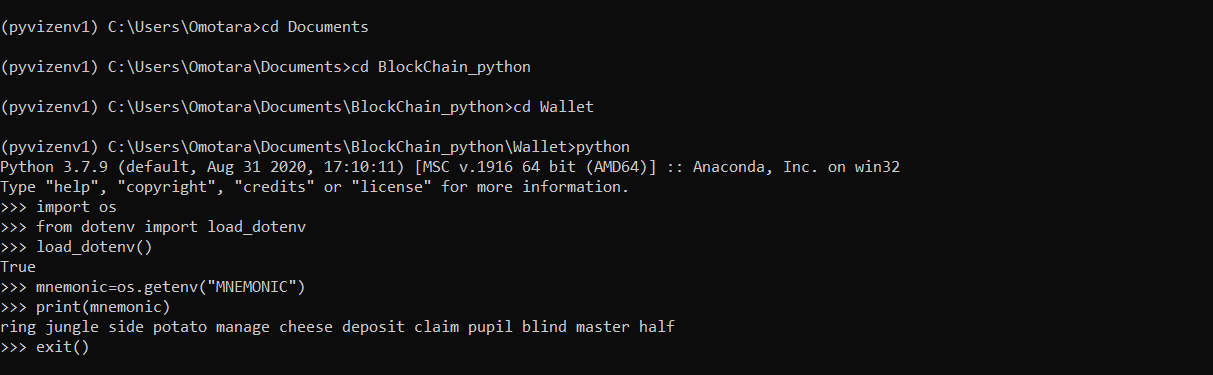 (pyvizenv1) C:\Users\Omotara>cd Documents
(pyvizenv1) C:\Users\Omotara\Documents>cd BlockChain_python
(pyvizenv1) C:\Users\Omotara\Documents\BlockChain_python>cd Wallet
(pyvizenv1) C:\Users\Omotara\Documents\BlockChain_python\Wallet>python
Python 3.7.9 (default, Aug 31 2020, 17:10:11) [MSC v.1916 64 bit (AMD64)] :: Anaconda, Inc. on win32
Type "help", "copyright", "credits" or "license" for more information.
>>> import os
>>> from dotenv import load_dotenv
>>> load_dotenv()
True
>>> mnemonic=os.getenv("MNEMONIC")
>>> print(mnemonic)
ring jungle side potato manage cheese deposit claim pupil blind master half
>>> exit()